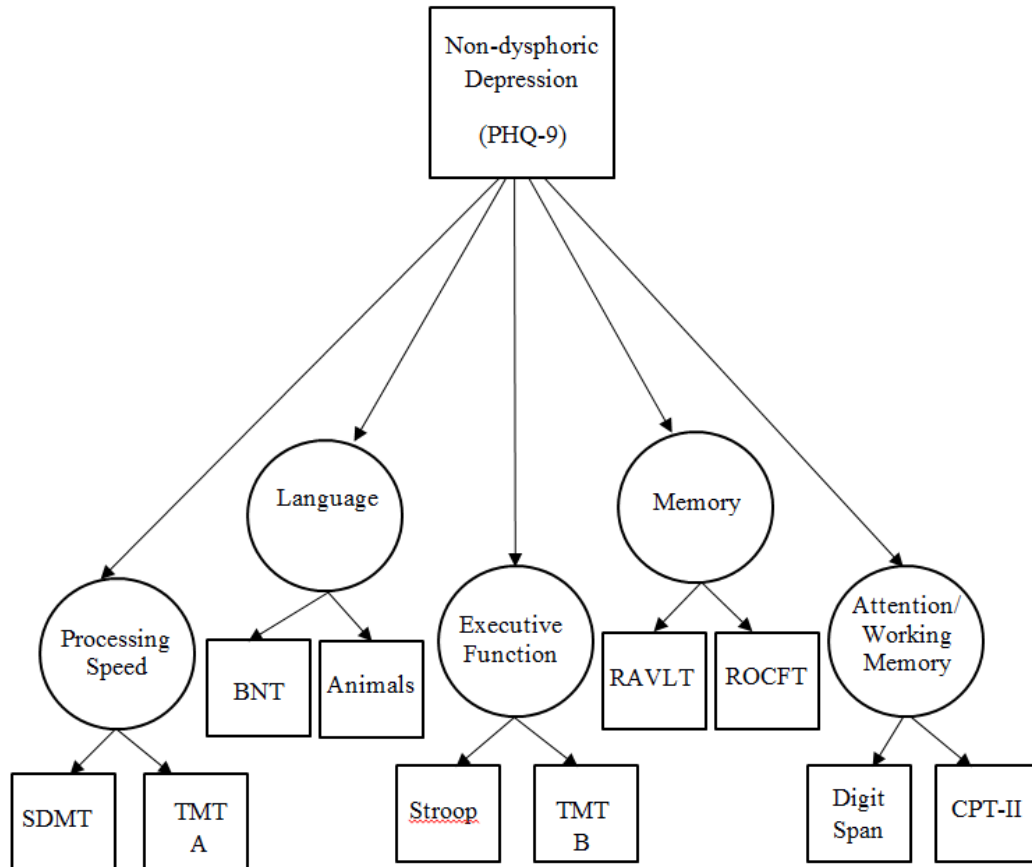 Non-dysphoric
Depression
(PHQ-9)
Language
Memory
Processing
Speed
Executive
Function
Attention/
Working
Memory
BNT
Animals
RAVLT
ROCFT
SDMT
TMT
A
Stroop
TMT
B
Digit
Span
CPT-II